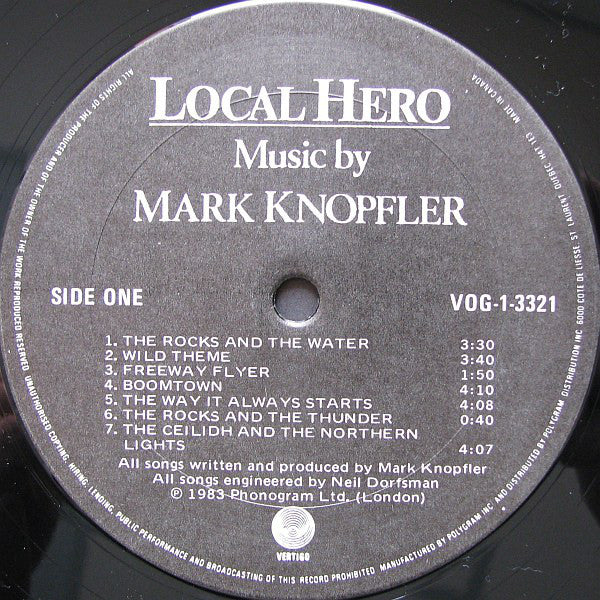 LOCAL HERO
Music by
MARK KNOPFLER
SIDE ONE
VOG-1-3321
1. THE ROCKS AND THE WATER 3:30
2. WILD THEME 3:40
3. FREEWAY FLYER 1:50
4. BOOMTOWN 4:10
5. THE WAY IT ALWAYS STARTS 4:08
6. THE ROCKS AND THE THUNDER 0:40
7. THE CEILIDH AND THE NORTHERN
LIGHTS 4:07
All songs written and produced by Mark Knopfler
All songs engineered by Neil Dorfsman
℗ 1983 Phonogram Ltd. (London)
VERTIGO
ALL RIGHTS OF THE PRODUCER AND OF THE OWNER OF THE WORK REPRODUCED RESERVED. UNAUTHORISED COPYING, HIRING, LENDING, PUBLIC PERFORMANCE AND BROADCASTING OF THIS RECORD PROHIBITED. MANUFACTURED BY POLYGRAM INC. AND DISTRIBUTED BY POLYGRAM DISTRIBUTION INC. 6000 COTE DE LIESSE, ST LAURENT QUEBEC H4T 1E3 MADE IN CANADA